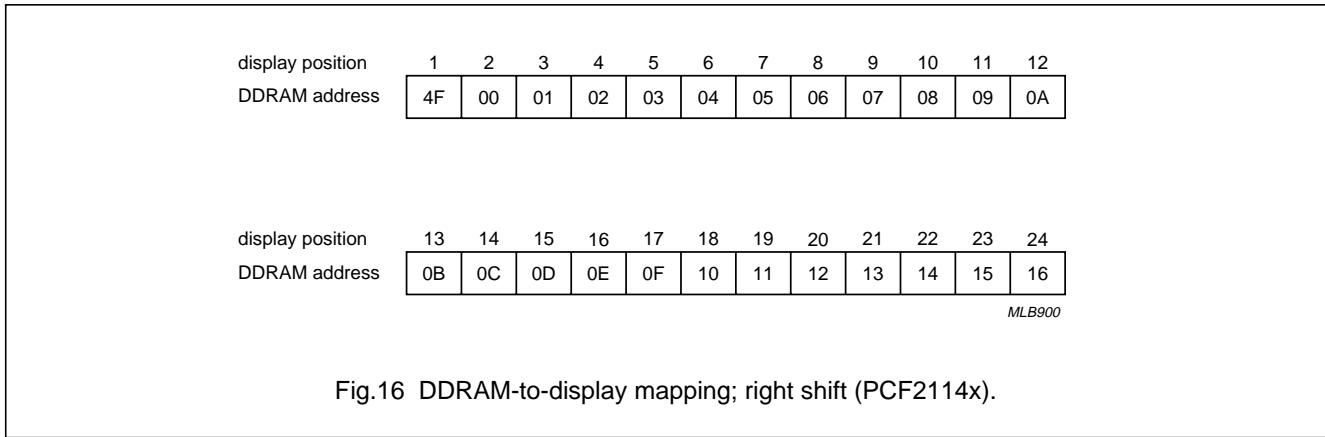 display position 1 2 3 4 5 6 7 8 9 10 11 12
DDRAM address 4F 00 01 02 03 04 05 06 07 08 09 0A
display position 13 14 15 16 17 18 19 20 21 22 23 24
DDRAM address 0B 0C 0D 0E 0F 10 11 12 13 14 15 16
MLB900
Fig.16 DDRAM-to-display mapping; right shift (PCF2114x).